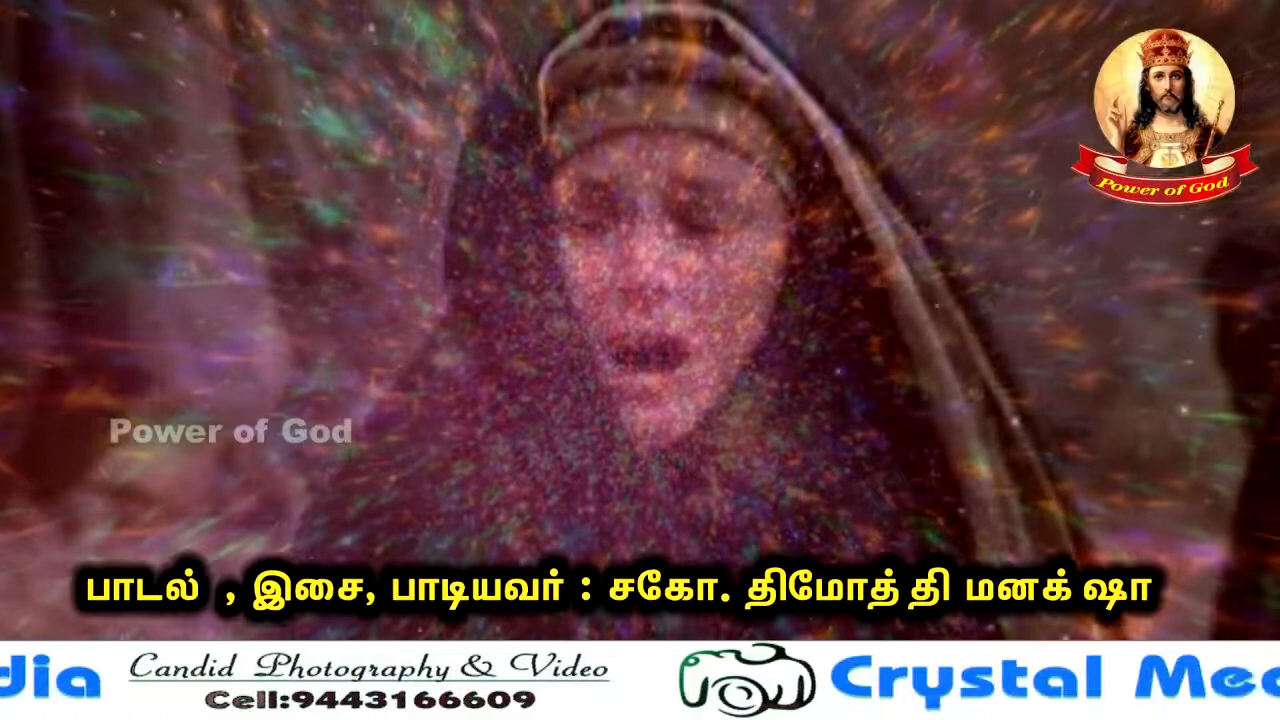 Power of God
Power of God
பாடல் , இசை, பாடியவர் : சகோ. திமோத் தி மனக் ஷா
dia Candid Photography & Video Crystal Med
Cell:9443166609